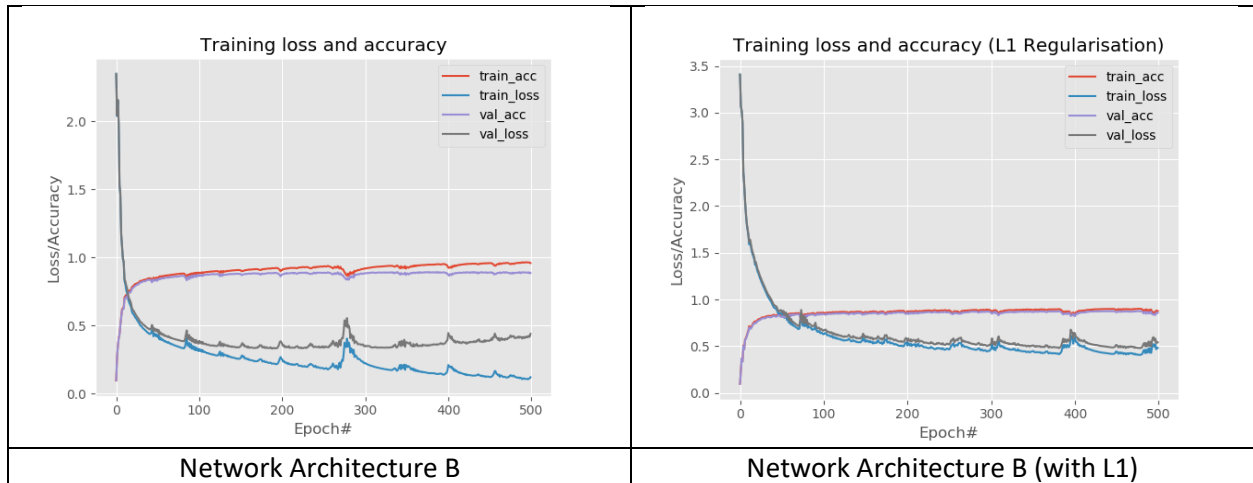 Training loss and accuracy
train_acc
train_loss
val_acc
val_loss
2.0
1.5
1.0
0.5
0.0
Loss/Accuracy
0
100
200
300
400
500
Epoch#
Network Architecture B
Training loss and accuracy (L1 Regularisation)
train_acc
train_loss
val_acc
val_loss
3.5
3.0
2.5
2.0
1.5
1.0
0.5
0.0
Loss/Accuracy
0
100
200
300
400
500
Epoch#
Network Architecture B (with L1)